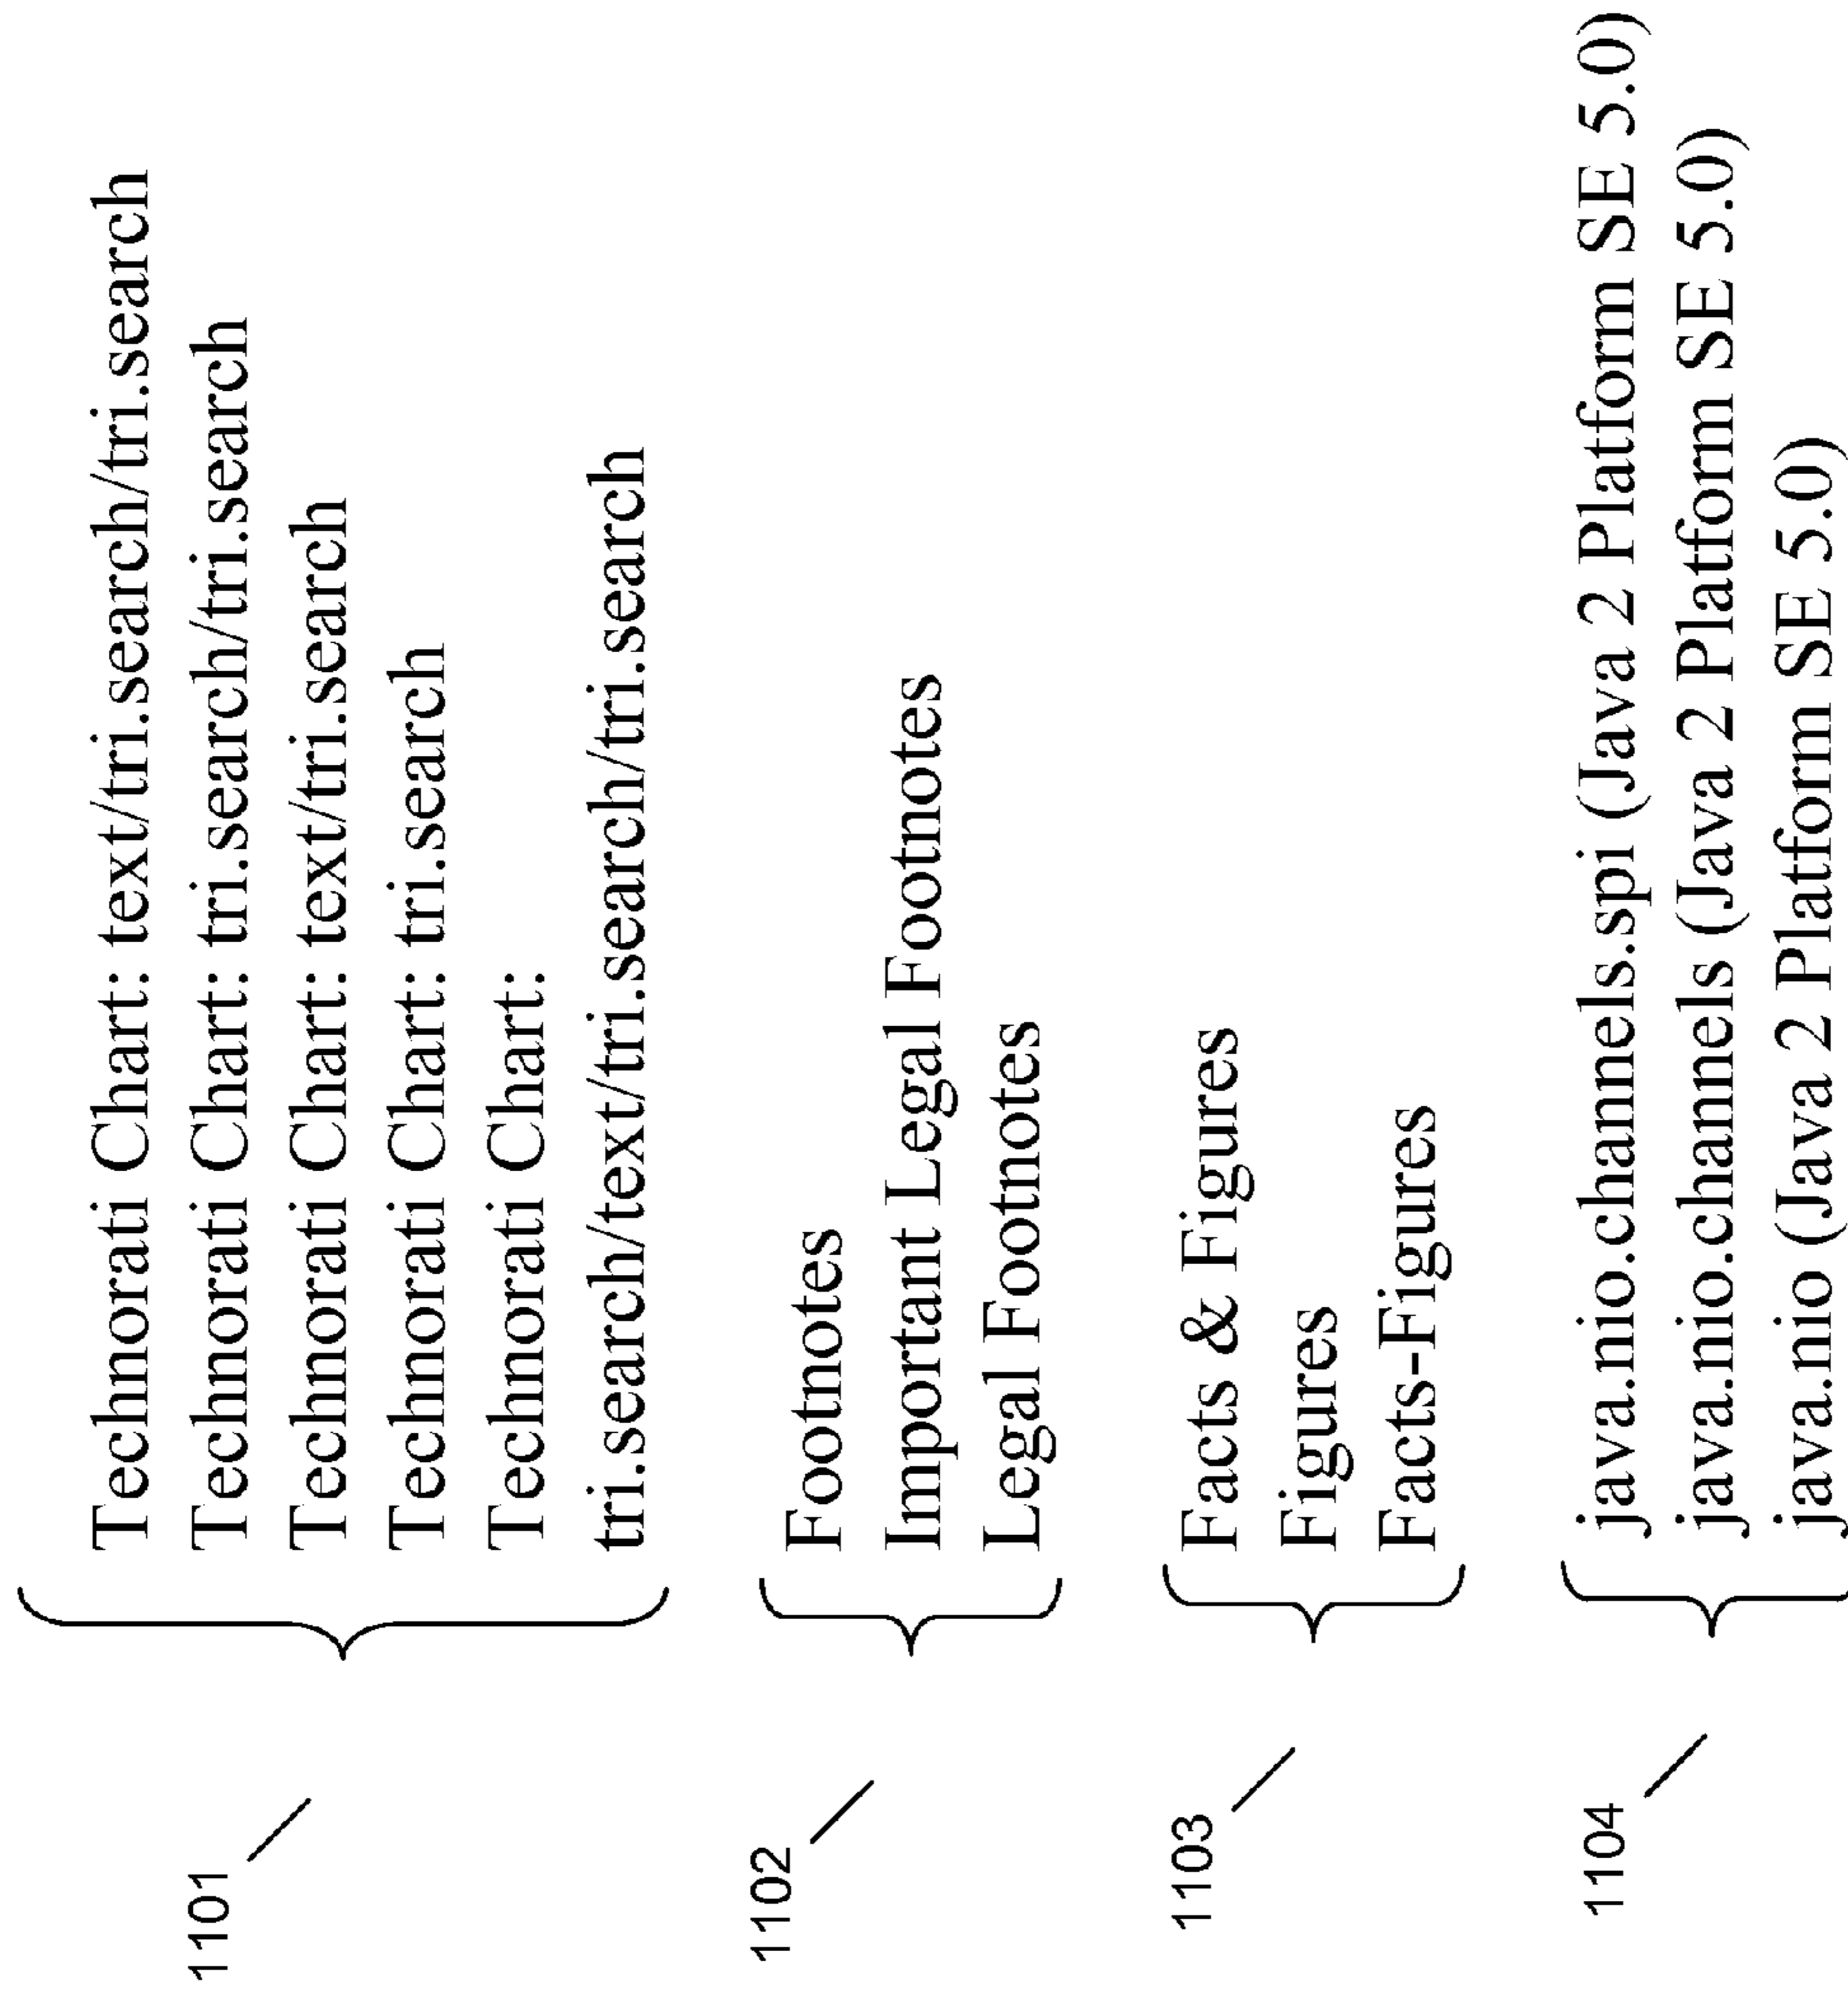 1101
Technorati Chart: text/tri.search/tri.search
Technorati Chart: tri.search/tri.search
Technorati Chart: text/tri.search
Technorati Chart: tri.search
Technorati Chart:
tri.search/text/tri.search/tri.search
1102
Footnotes
Important Legal Footnotes
Legal Footnotes
1103
Facts & Figures
Figures
Facts-Figures
1104
java.nio.channels.spi (Java 2 Platform SE 5.0)
java.nio.channels (Java 2 Platform SE 5.0)
java.nio (Java 2 Platform SE 5.0)